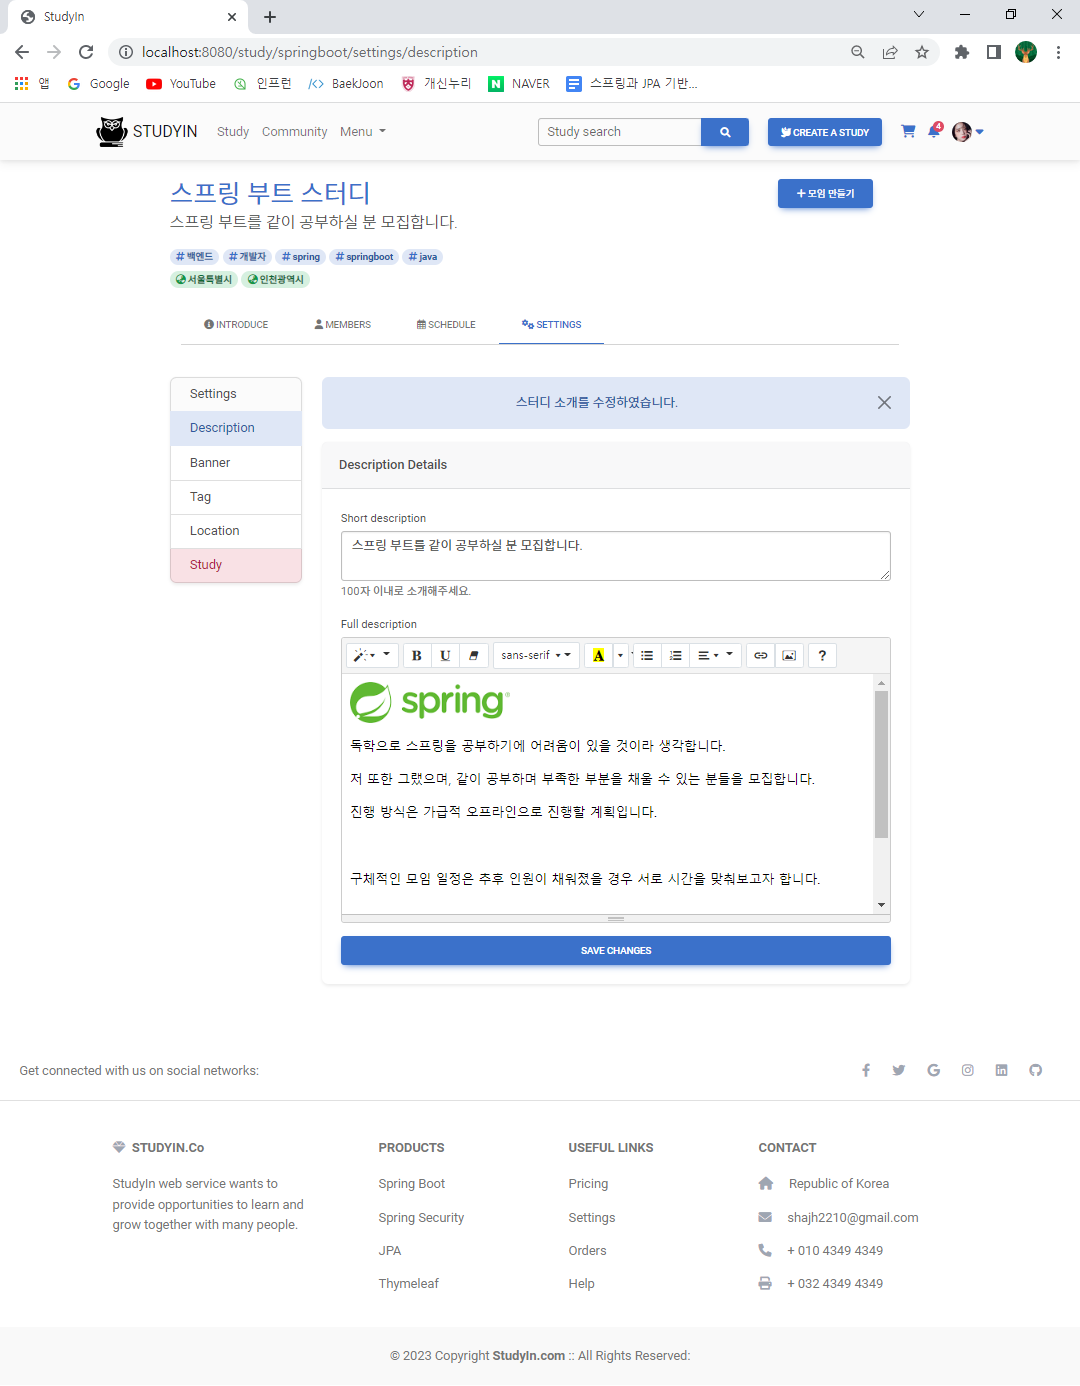 StudyIn
localhost:8080/study/springboot/settings/description
앱 Google YouTube 인프런 BaekJoon 개신누리 NAVER 스프링과 JPA 기반...
STUDYIN Study Community Menu Study search CREATE A STUDY 4
스프링 부트 스터디
+ 모임 만들기
스프링 부트를 같이 공부하실 분 모집합니다.
# 백엔드 # 개발자 # spring # springboot # java
서울특별시 인천광역시
INTRODUCE MEMBERS SCHEDULE SETTINGS
Settings
Description
Banner
Tag
Location
Study
스터디 소개를 수정하였습니다.
Description Details
Short description
스프링 부트를 같이 공부하실 분 모집합니다.
100자 이내로 소개해주세요.
Full description
B U sans-serif A ?
spring
독학으로 스프링을 공부하기에 어려움이 있을 것이라 생각합니다.
저 또한 그랬으며, 같이 공부하며 부족한 부분을 채울 수 있는 분들을 모집합니다.
진행 방식은 가급적 오프라인으로 진행할 계획입니다.
구체적인 모임 일정은 추후 인원이 채워졌을 경우 서로 시간을 맞춰보고자 합니다.
SAVE CHANGES
Get connected with us on social networks:
STUDYIN.Co
StudyIn web service wants to
provide opportunities to learn and
grow together with many people.
PRODUCTS
Spring Boot
Spring Security
JPA
Thymeleaf
USEFUL LINKS
Pricing
Settings
Orders
Help
CONTACT
Republic of Korea
shajh2210@gmail.com
+ 010 4349 4349
+ 032 4349 4349
© 2023 Copyright StudyIn.com :: All Rights Reserved: